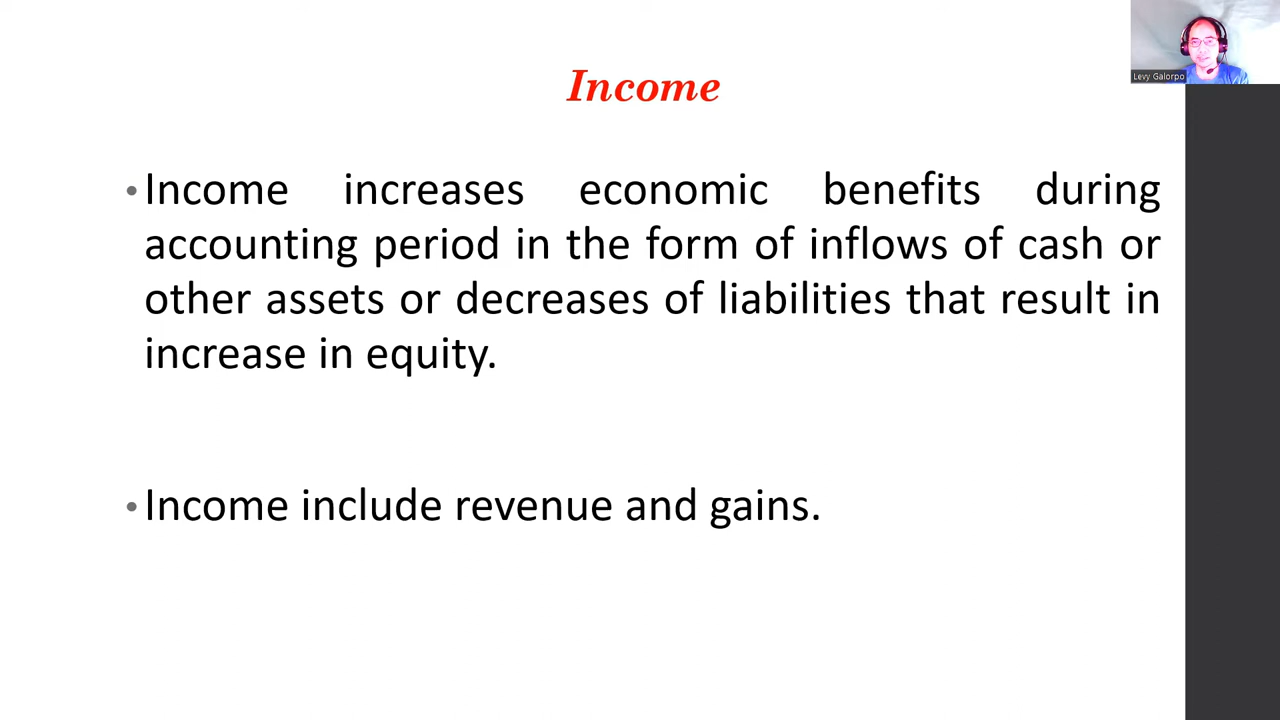 Levy Galorpo
Income
•Income increases economic benefits during
accounting period in the form of inflows of cash or
other assets or decreases of liabilities that result in
increase in equity.
•Income include revenue and gains.